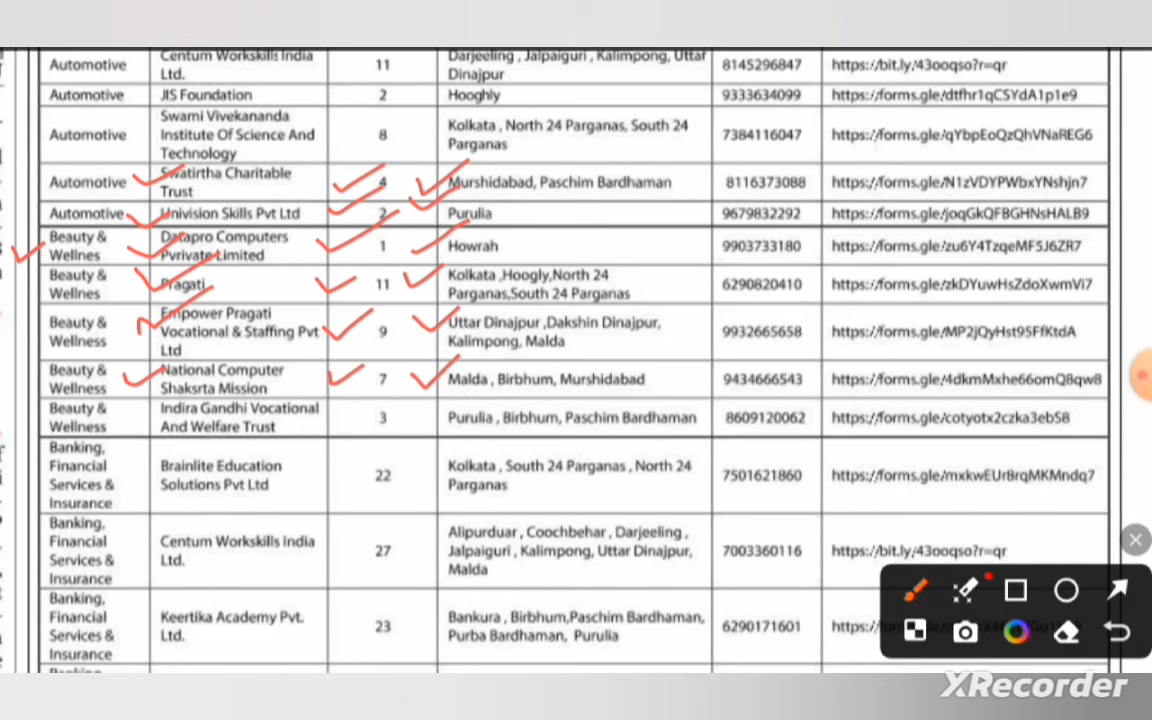 Automotive Centum Workskills India Ltd. 11 Darjeeling , Jalpaiguri , Kalimpong, Uttar Dinajpur 8145296847 https://bit.ly/43ooqso?r=qr
Automotive JIS Foundation 2 Hooghly 9333634099 https://forms.gle/dtfhr1qCSYdA1p1e9
Automotive Swami Vivekananda Institute Of Science And Technology 8 Kolkata , North 24 Parganas, South 24 Parganas 7384116047 https://forms.gle/qYbpEoQzQhVNaREG6
Automotive Swatirtha Charitable Trust 4 Murshidabad, Paschim Bardhaman 8116373088 https://forms.gle/N1zVDYPWbxYNshjn7
Automotive Univision Skills Pvt Ltd 2 Purulia 9679832292 https://forms.gle/joqGkQFBGHNsHALB9
Beauty & Wellnes Datapro Computers Pvrivate Limited 1 Howrah 9903733180 https://forms.gle/zu6Y4TzqeMF5J6ZR7
Beauty & Wellnes Pragati 11 Kolkata ,Hoogly,North 24 Parganas,South 24 Parganas 6290820410 https://forms.gle/zkDYuwHsZdoXwmVi7
Beauty & Wellness Empower Pragati Vocational & Staffing Pvt Ltd 9 Uttar Dinajpur ,Dakshin Dinajpur, Kalimpong, Malda 9932665658 https://forms.gle/MP2jQyHst95FfKtdA
Beauty & Wellness National Computer Shaksrta Mission 7 Malda , Birbhum, Murshidabad 9434666543 https://forms.gle/4dkmMxhe66omQ8qw8
Beauty & Wellness Indira Gandhi Vocational And Welfare Trust 3 Purulia , Birbhum, Paschim Bardhaman 8609120062 https://forms.gle/cotyotx2czka3ebS8
Banking, Financial Services & Insurance Brainlite Education Solutions Pvt Ltd 22 Kolkata , South 24 Parganas , North 24 Parganas 7501621860 https://forms.gle/mxkwEUr8rqMKMndq7
Banking, Financial Services & Insurance Centum Workskills India Ltd. 27 Alipurduar , Coochbehar , Darjeeling , Jalpaiguri , Kalimpong, Uttar Dinajpur, Malda 7003360116 https://bit.ly/43ooqso?r=qr
Banking, Financial Services & Insurance Keertika Academy Pvt. Ltd. 23 Bankura , Birbhum,Paschim Bardhaman, Purba Bardhaman, Purulia 6290171601
XRecorder